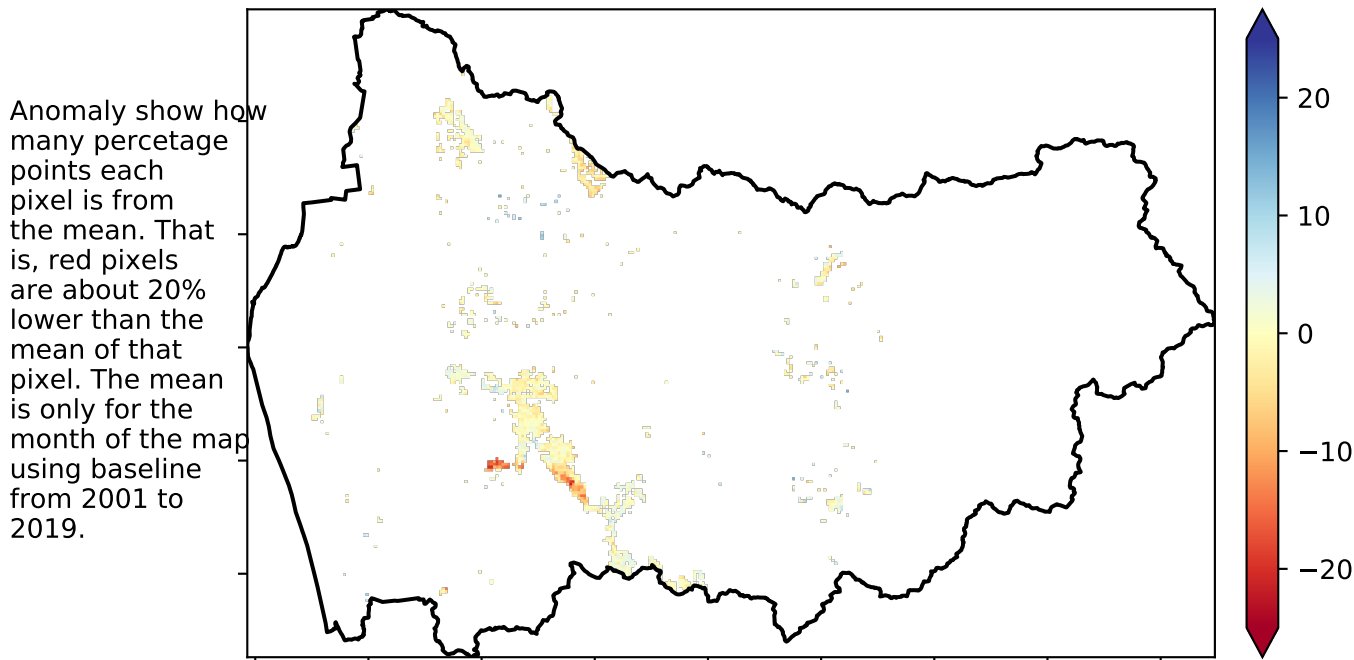 Anomaly show how
many percetage
points each
pixel is from
the mean. That
is, red pixels
are about 20%
lower than the
mean of that
pixel. The mean
is only for the
month of the map
using baseline
from 2001 to
2019.
20
10
0
−10
−20